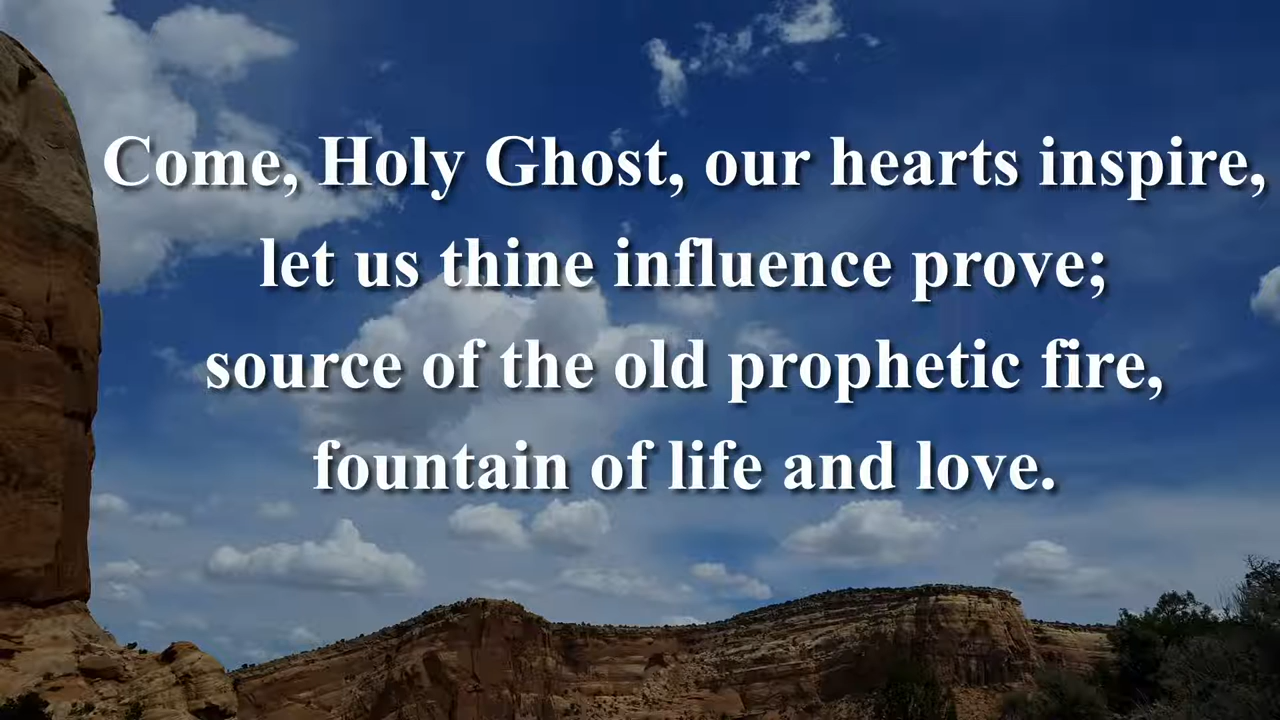 Come, Holy Ghost, our hearts inspire,
let us thine influence prove;
source of the old prophetic fire,
fountain of life and love.